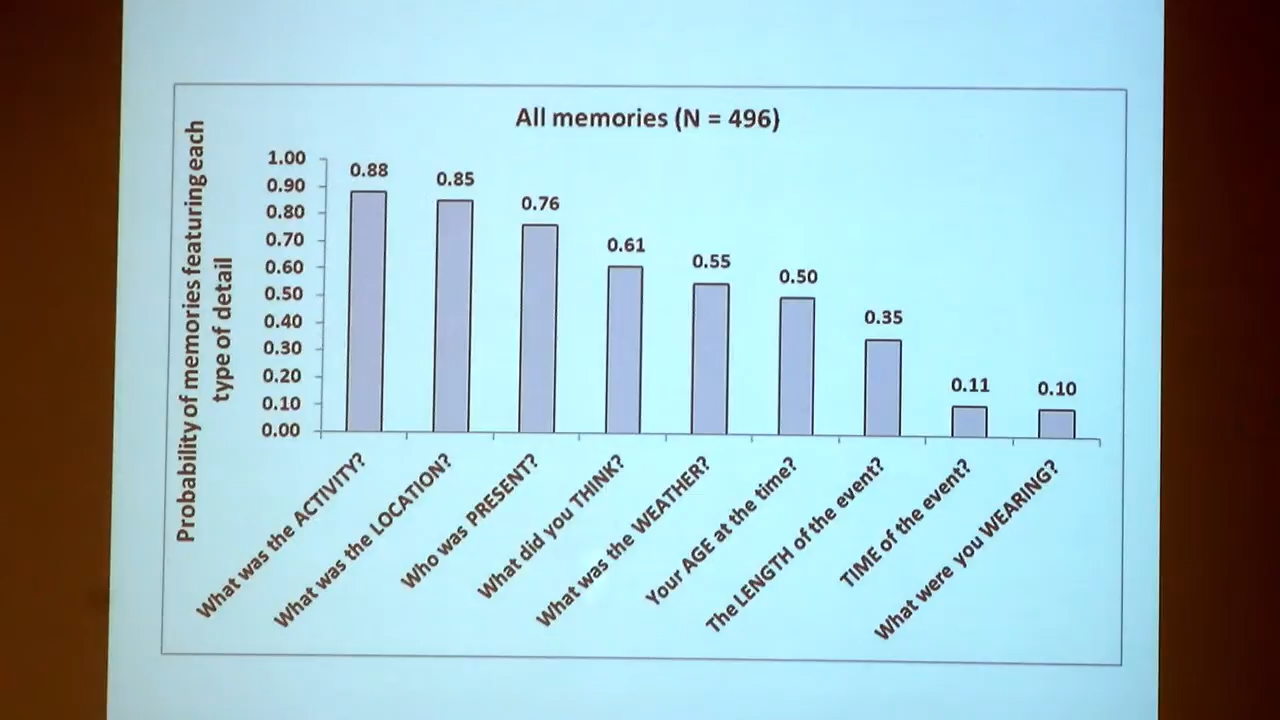 All memories (N = 496)
Probability of memories featuring each
type of detail
1.00
0.90
0.80
0.70
0.60
0.50
0.40
0.30
0.20
0.10
0.00
0.88
0.85
0.76
0.61
0.55
0.50
0.35
0.11
0.10
What was the ACTIVITY?
What was the LOCATION?
Who was PRESENT?
What did you THINK?
What was the WEATHER?
Your AGE at the time?
The LENGTH of the event?
TIME of the event?
What were you WEARING?